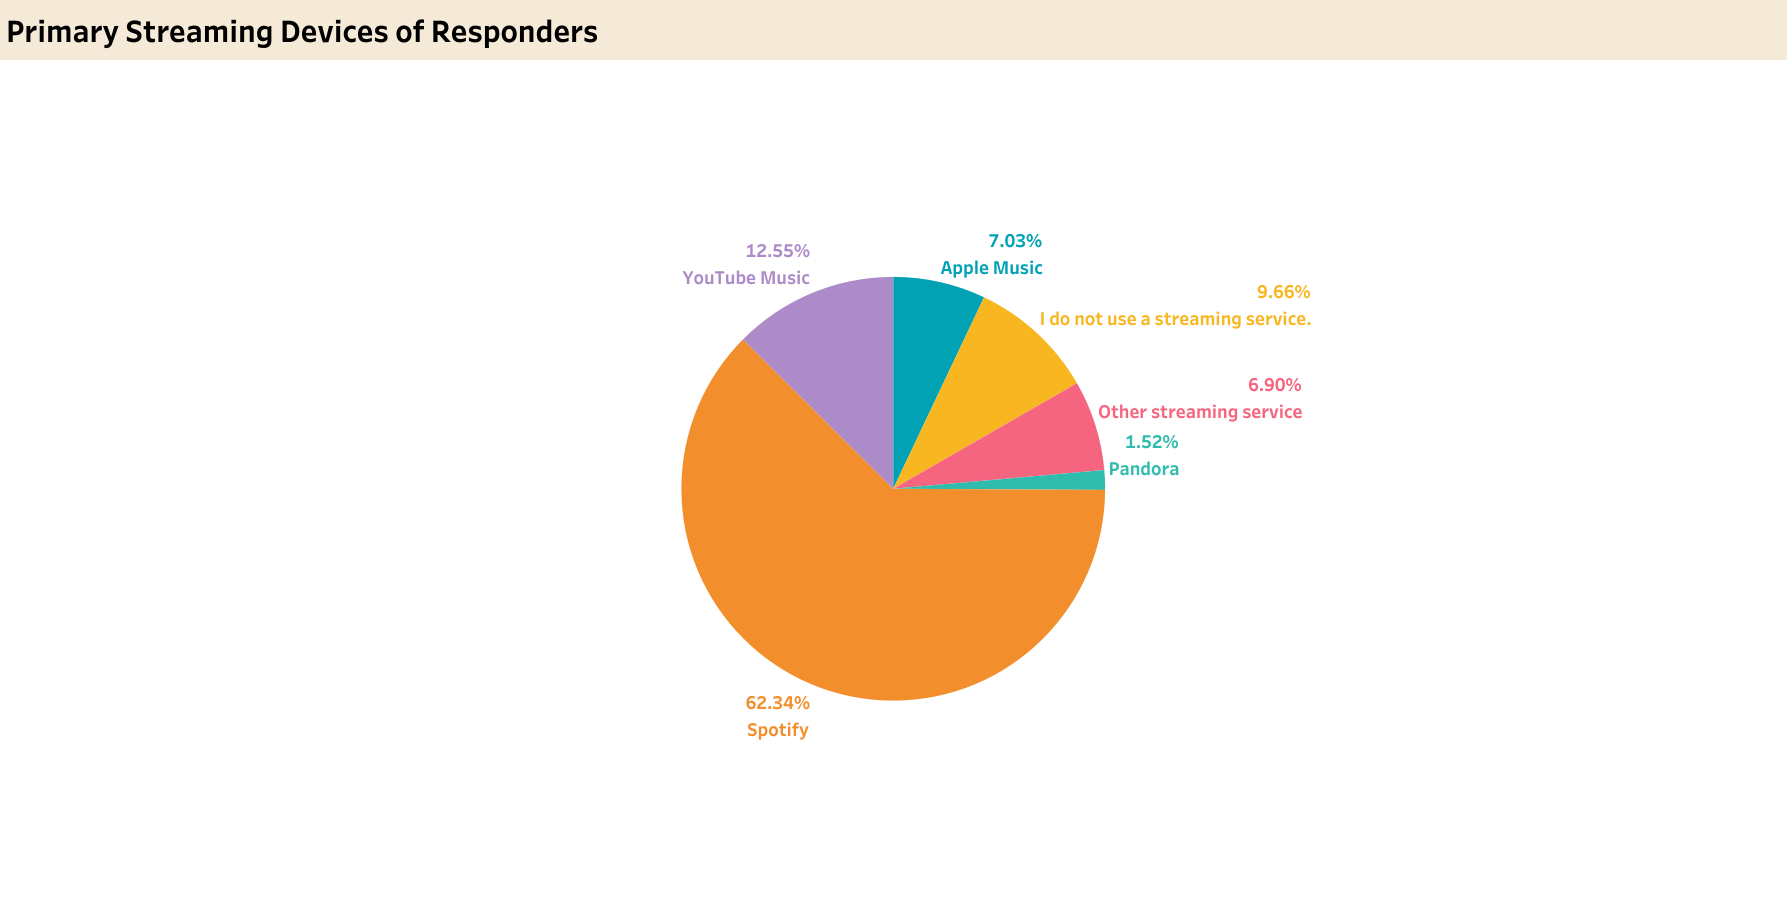 Primary Streaming Devices of Responders
12.55%
YouTube Music
7.03%
Apple Music
9.66%
I do not use a streaming service.
6.90%
Other streaming service
1.52%
Pandora
62.34%
Spotify